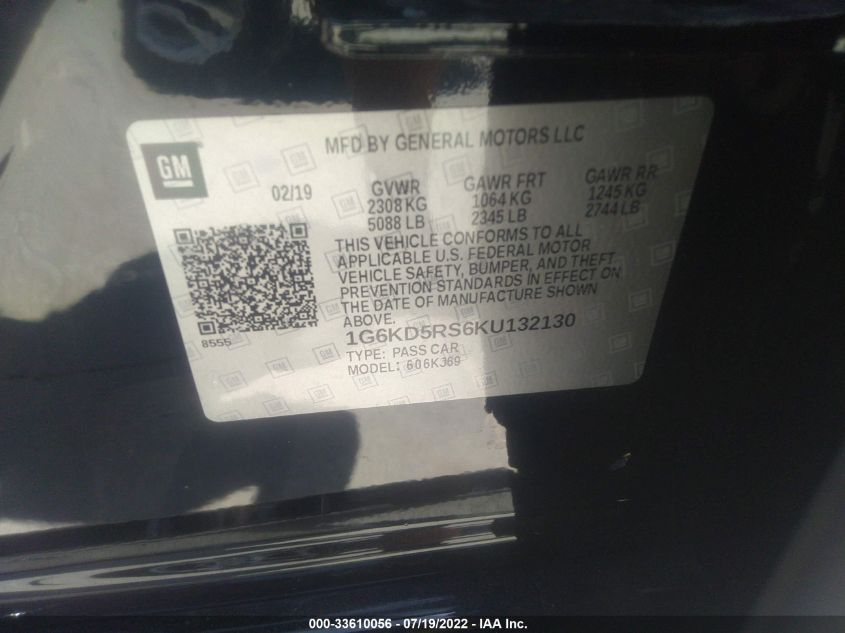 MFD BY GENERAL MOTORS LLC
GM
02/19
GVWR
2308 KG
5088 LB
GAWR FRT
1064 KG
2345 LB
GAWR RR
1245 KG
2744 LB
THIS VEHICLE CONFORMS TO ALL
APPLICABLE U.S. FEDERAL MOTOR
VEHICLE SAFETY, BUMPER, AND THEFT
PREVENTION STANDARDS IN EFFECT ON
THE DATE OF MANUFACTURE SHOWN
ABOVE.
8555
1G6KD5RS6KU132130
TYPE: PASS CAR
MODEL: 606KJ69
000-33610056 - 07/19/2022 - IAA Inc.